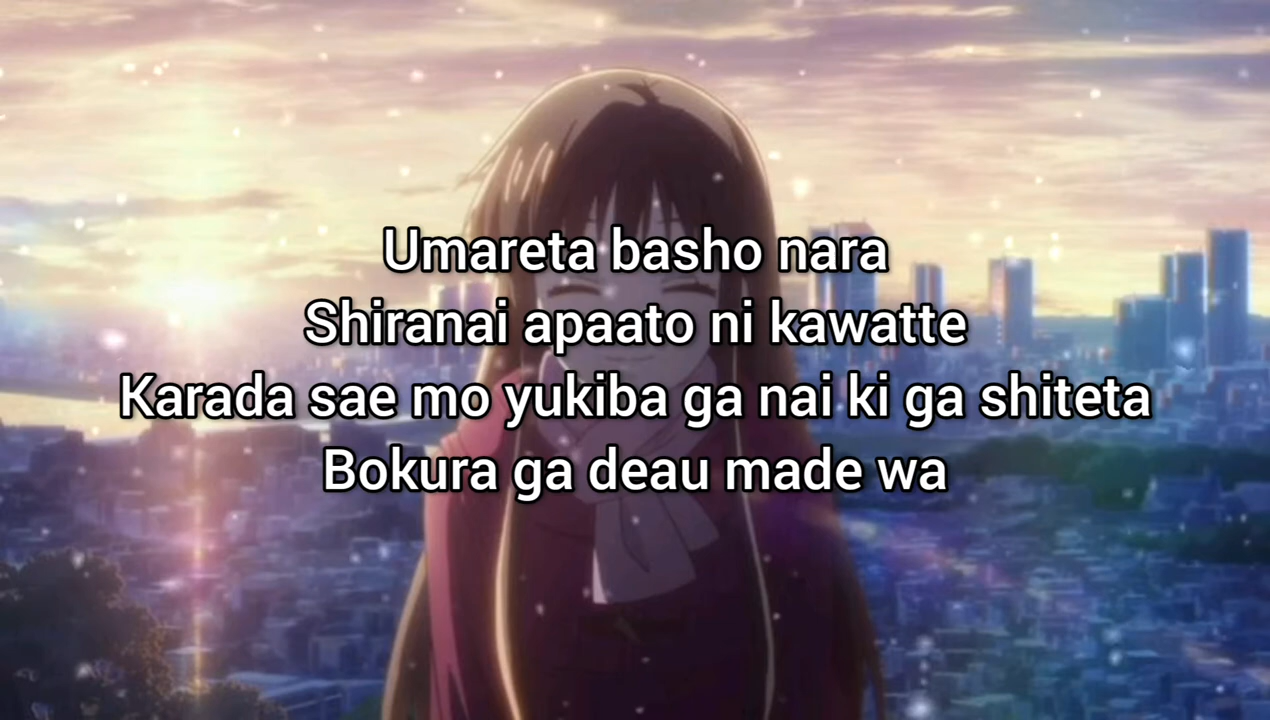 Umareta basho nara
Shiranai apaato ni kawatte
Karada sae mo yukiba ga nai ki ga shiteta
Bokura ga deau made wa